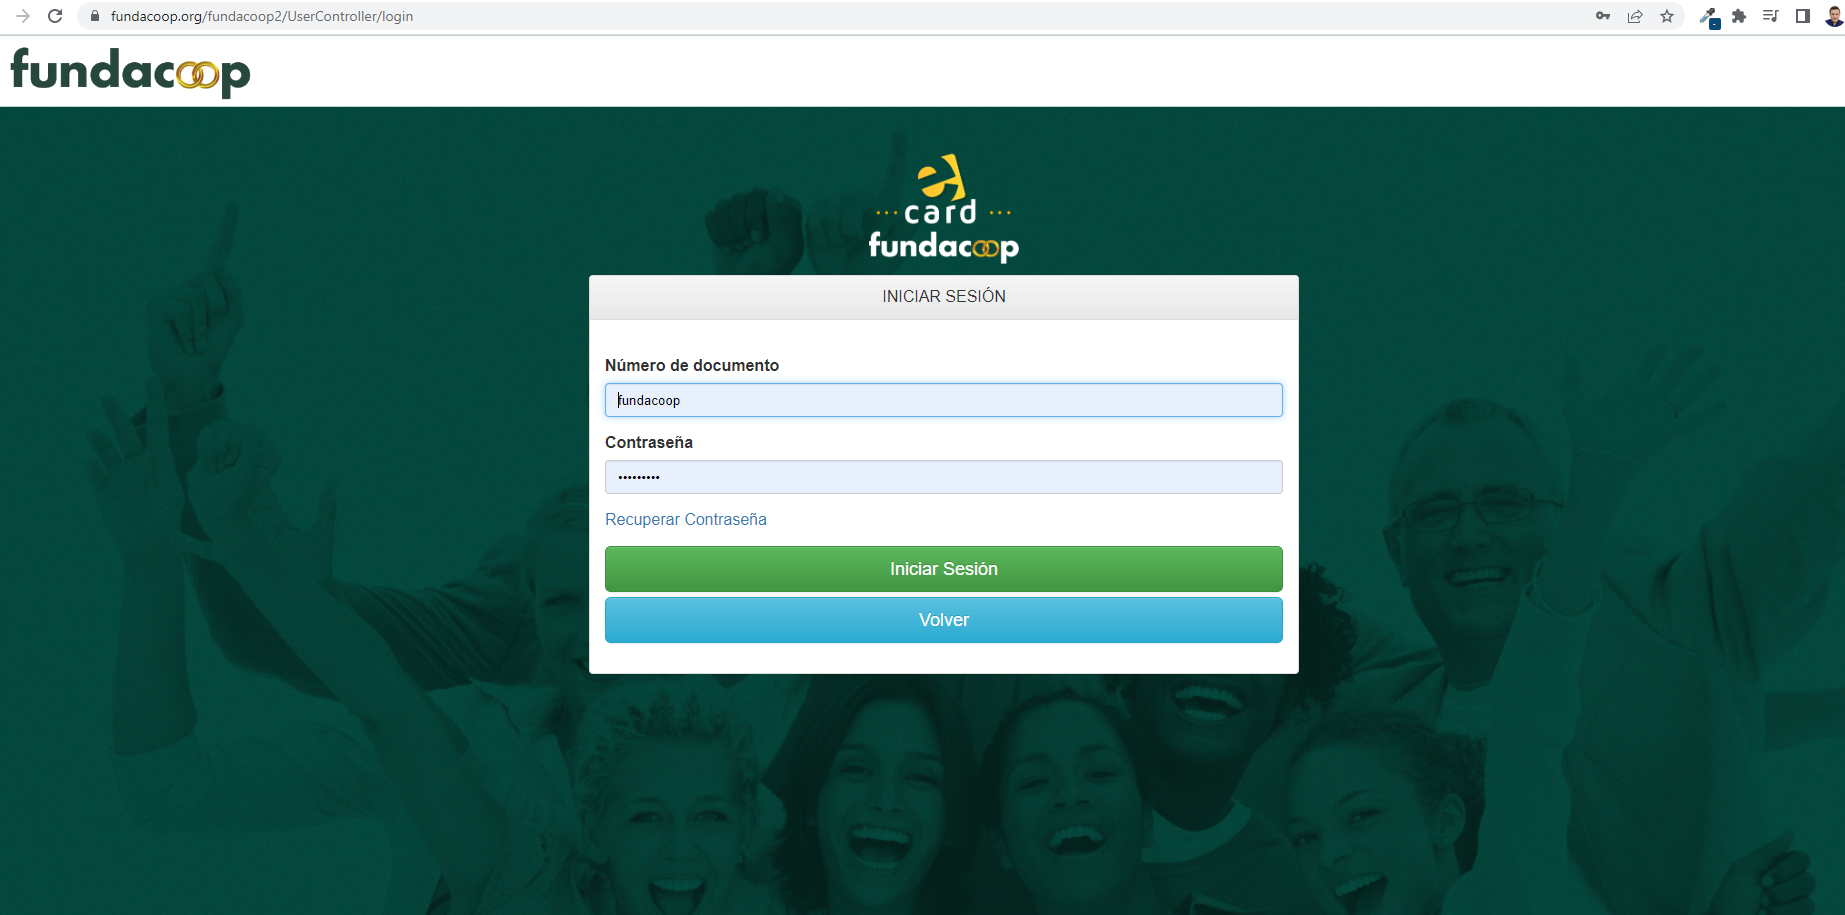 fundacoop.org/fundacoop2/UserController/login
fundacoop
eA
card
fundacoop
INICIAR SESIÓN
Número de documento
fundacoop
Contraseña
•••••••••
Recuperar Contraseña
Iniciar Sesión
Volver